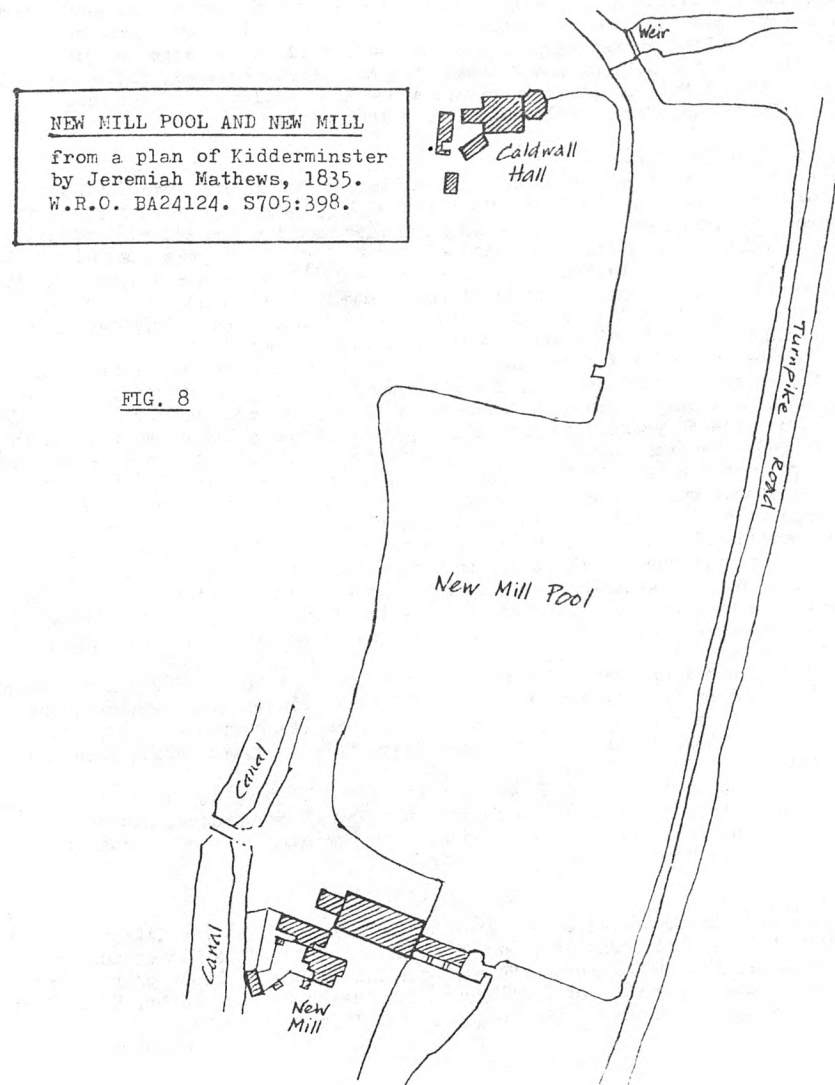 Weir
NEW MILL POOL AND NEW MILL
from a plan of Kidderminster
by Jeremiah Mathews, 1835.
W.R.O. BA24124. S705:398.
Caldwall
Hall
Turnpike Road
FIG. 8
New Mill Pool
Canal
Canal
New
Mill